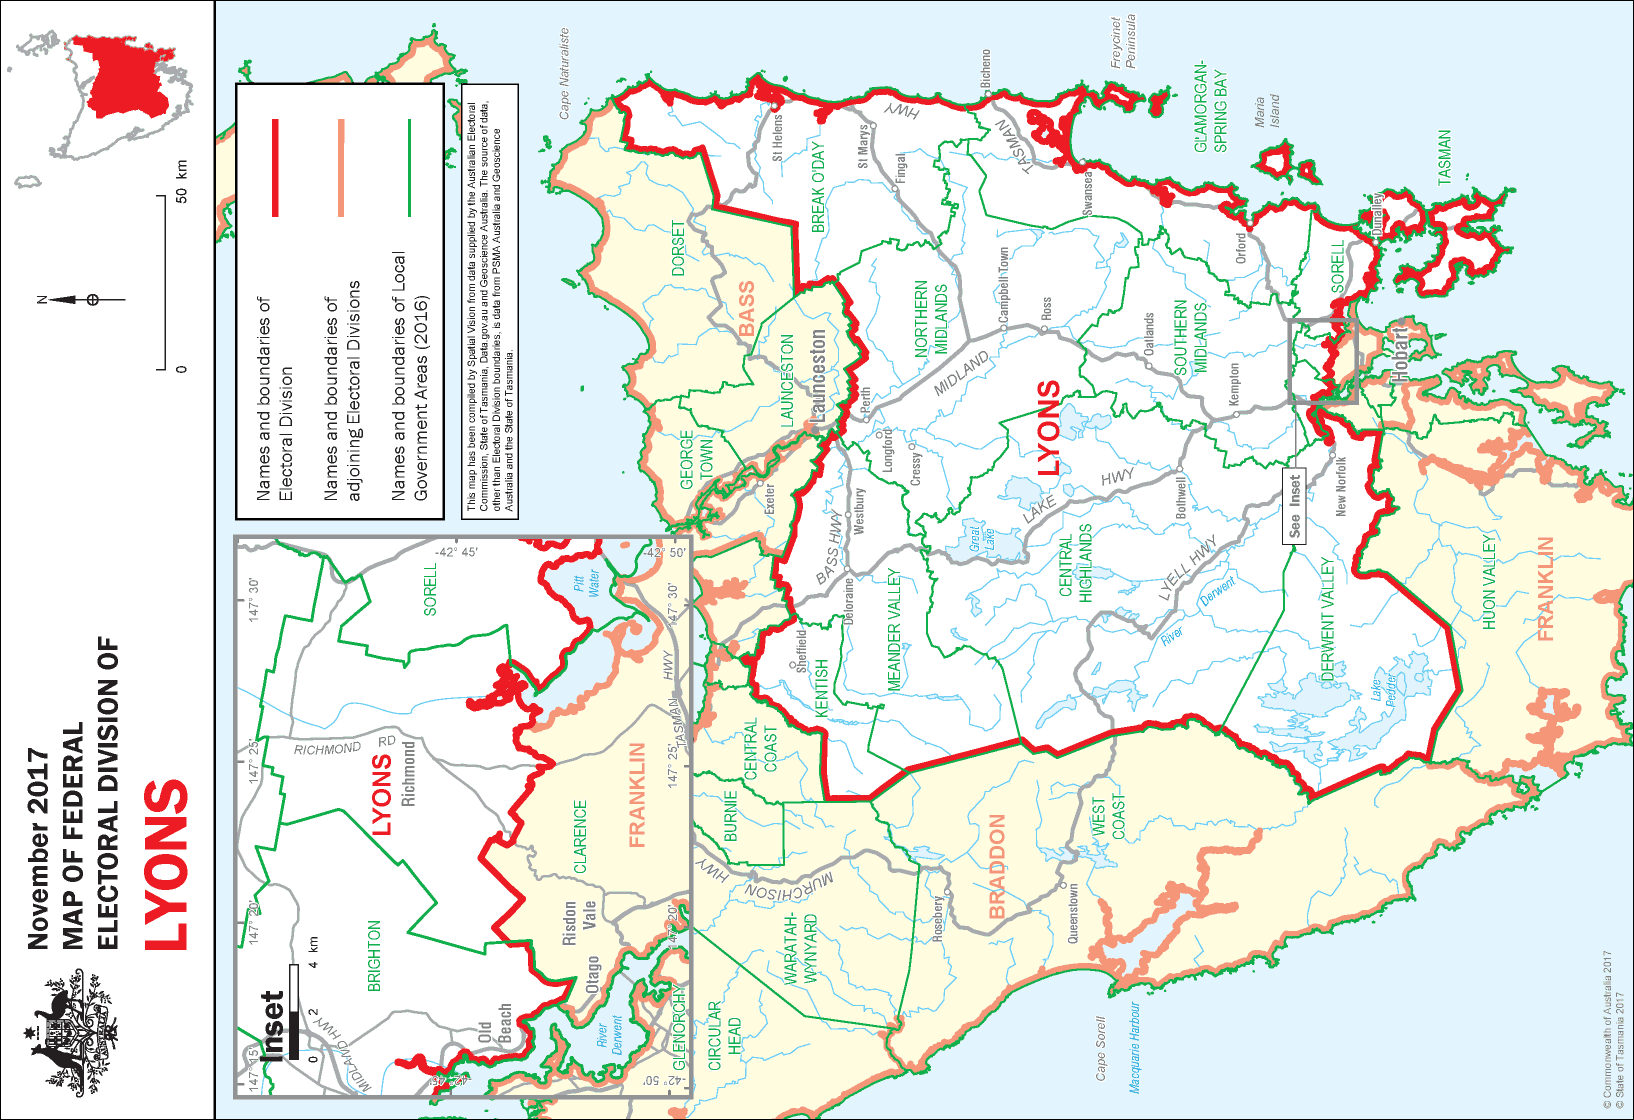 November 2017
MAP OF FEDERAL
ELECTORAL DIVISION OF
LYONS
N
0
50 km
Names and boundaries of
Electoral Division
Names and boundaries of
adjoining Electoral Divisions
Names and boundaries of Local
Government Areas (2016)
This map has been compiled by Spatial Vision from data supplied by the Australian Electoral
Commission, State of Tasmania, Data.gov.au and Geoscience Australia. The source of data,
other than Electoral Division boundaries, is data from PSMA Australia and Geoscience
Australia and the State of Tasmania.
Inset
0
2
4 km
147° 15'
147° 20'
147° 25'
147° 30'
-42° 45'
-42° 50'
147° 20'
147° 25'
147° 30'
-42° 45'
-42° 50'
MIDLAND HWY
BRIGHTON
Old
Beach
Otago
Risdon
Vale
River
Derwent
GLENORCHY
CLARENCE
FRANKLIN
LYONS
Richmond
RICHMOND RD
SORELL
Pitt
Water
TASMAN HWY
CIRCULAR
HEAD
WARATAH-
WYNYARD
BURNIE
CENTRAL
COAST
MURCHISON HWY
KENTISH
Sheffield
MEANDER VALLEY
Deloraine
BASS HWY
Westbury
Exeter
GEORGE
TOWN
LAUNCESTON
Launceston
BASS
DORSET
Cape Naturaliste
St Helens
BREAK O'DAY
St Marys
Fingal
HWY
TASMAN
Bicheno
Freycinet
Peninsula
GLAMORGAN-
SPRING BAY
Maria
Island
TASMAN
Swansea
Orford
Dunalley
SORELL
Hobart
NORTHERN
MIDLANDS
Campbell Town
Ross
Perth
Longford
Cressy
MIDLAND
LYONS
Oatlands
SOUTHERN
MIDLANDS
Kempton
Great
Lake
LAKE HWY
Bothwell
CENTRAL
HIGHLANDS
LYELL HWY
River Derwent
See Inset
New Norfolk
DERWENT VALLEY
Lake
Pedder
HUON VALLEY
FRANKLIN
BRADDON
WEST
COAST
Rosebery
Queenstown
Cape Sorell
Macquarie Harbour
© Commonwealth of Australia 2017
© State of Tasmania 2017